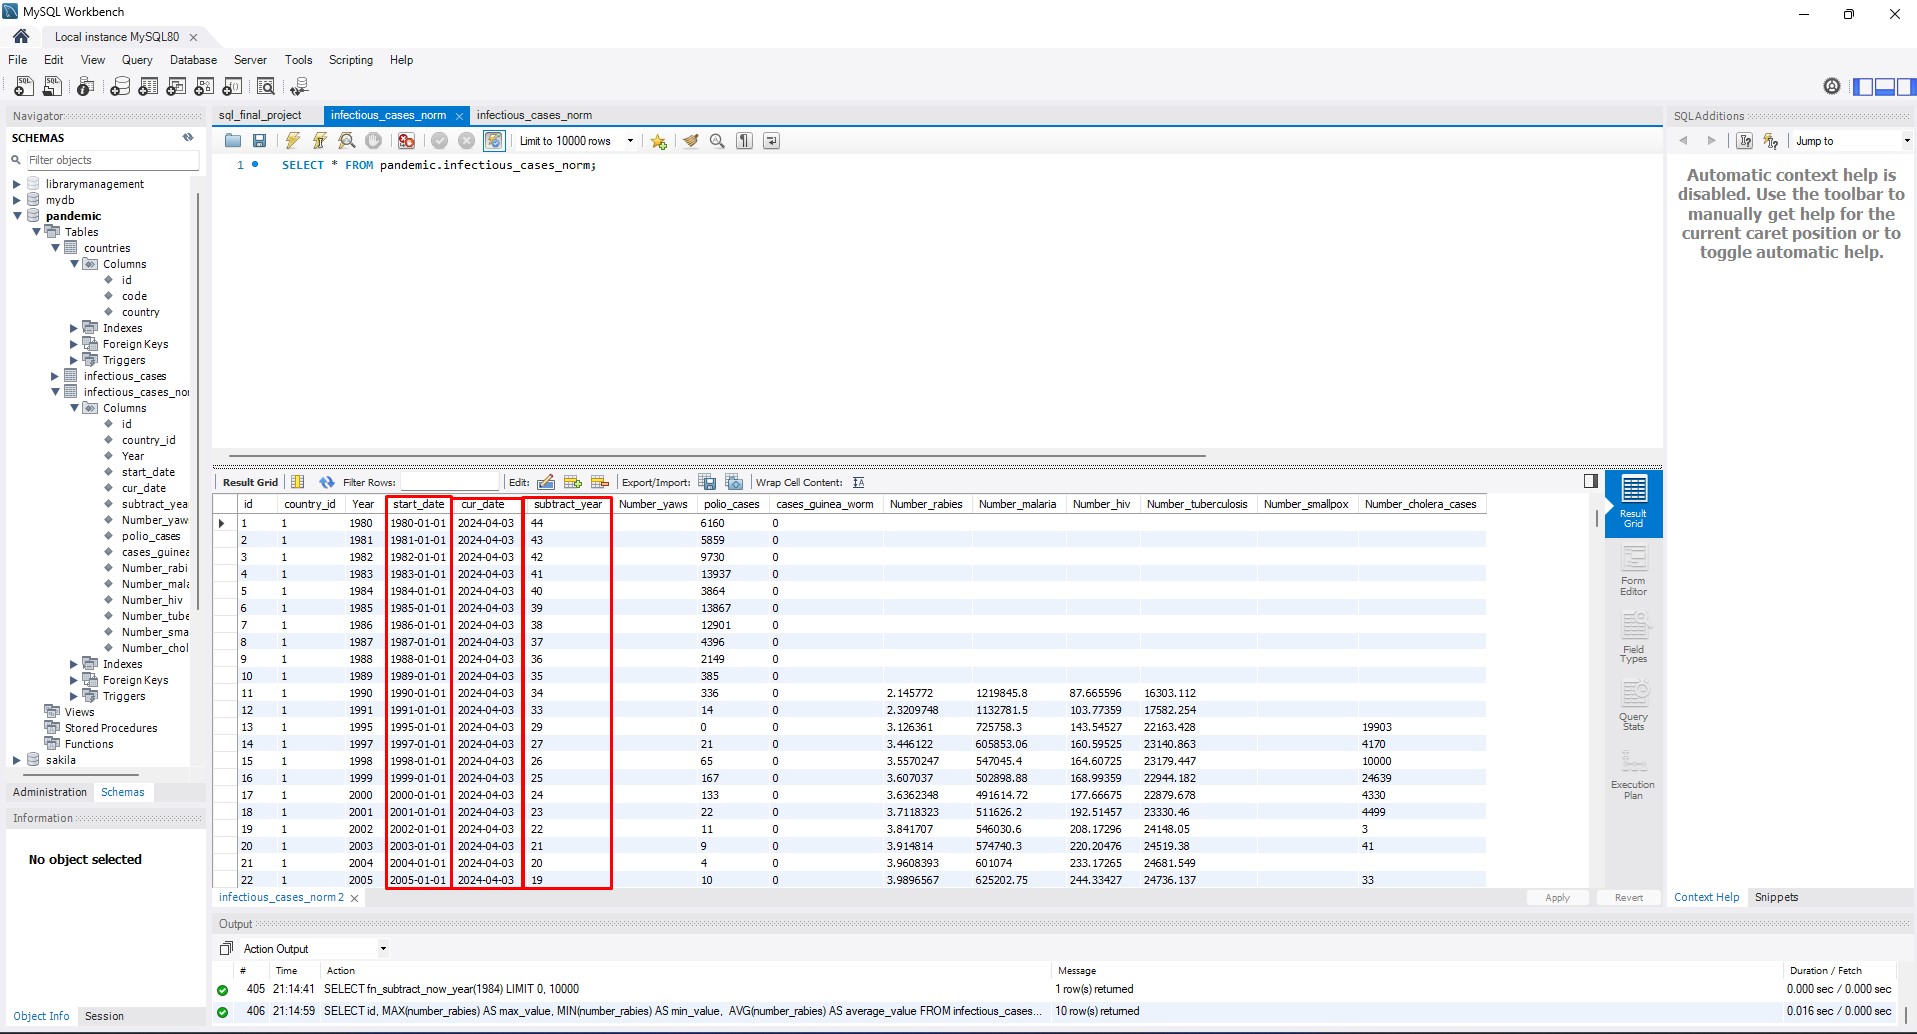 MySQL Workbench
Local instance MySQL80
File Edit View Query Database Server Tools Scripting Help
Navigator
SCHEMAS
Filter objects
librarymanagement
mydb
pandemic
Tables
countries
Columns
id
code
country
Indexes
Foreign Keys
Triggers
infectious_cases
infectious_cases_nor
Columns
id
country_id
Year
start_date
cur_date
subtract_yea
Number_yaw
polio_cases
cases_guinea
Number_rabi
Number_mala
Number_hiv
Number_tube
Number_sma
Number_chol
Indexes
Foreign Keys
Triggers
Views
Stored Procedures
Functions
sakila
Administration Schemas
Information
No object selected
Object Info Session
sql_final_project infectious_cases_norm infectious_cases_norm
Limit to 10000 rows
1 SELECT * FROM pandemic.infectious_cases_norm;
Result Grid Filter Rows: Edit: Export/Import: Wrap Cell Content:
id country_id Year start_date cur_date subtract_year Number_yaws polio_cases cases_guinea_worm Number_rabies Number_malaria Number_hiv Number_tuberculosis Number_smallpox Number_cholera_cases
1 1 1980 1980-01-01 2024-04-03 44 6160 0
2 1 1981 1981-01-01 2024-04-03 43 5859 0
3 1 1982 1982-01-01 2024-04-03 42 9730 0
4 1 1983 1983-01-01 2024-04-03 41 13937 0
5 1 1984 1984-01-01 2024-04-03 40 3864 0
6 1 1985 1985-01-01 2024-04-03 39 13867 0
7 1 1986 1986-01-01 2024-04-03 38 12901 0
8 1 1987 1987-01-01 2024-04-03 37 4396 0
9 1 1988 1988-01-01 2024-04-03 36 2149 0
10 1 1989 1989-01-01 2024-04-03 35 385 0
11 1 1990 1990-01-01 2024-04-03 34 336 0 2.145772 1219845.8 87.665596 16303.112
12 1 1991 1991-01-01 2024-04-03 33 14 0 2.3209748 1132781.5 103.77359 17582.254
13 1 1995 1995-01-01 2024-04-03 29 0 0 3.126361 725758.3 143.54527 22163.428 19903
14 1 1997 1997-01-01 2024-04-03 27 21 0 3.446122 605853.06 160.59525 23140.863 4170
15 1 1998 1998-01-01 2024-04-03 26 65 0 3.5570247 547045.4 164.60725 23179.447 10000
16 1 1999 1999-01-01 2024-04-03 25 167 0 3.607037 502898.88 168.99359 22944.182 24639
17 1 2000 2000-01-01 2024-04-03 24 133 0 3.6362348 491614.72 177.66675 22879.678 4330
18 1 2001 2001-01-01 2024-04-03 23 22 0 3.7118323 511626.2 192.51457 23330.46 4499
19 1 2002 2002-01-01 2024-04-03 22 11 0 3.841707 546030.6 208.17296 24148.05 3
20 1 2003 2003-01-01 2024-04-03 21 9 0 3.914814 574740.3 220.20476 24519.38 41
21 1 2004 2004-01-01 2024-04-03 20 4 0 3.9608393 601074 233.17265 24681.549
22 1 2005 2005-01-01 2024-04-03 19 10 0 3.9896567 625202.75 244.33427 24736.137 33
Result Grid
Form Editor
Field Types
Query Stats
Execution Plan
infectious_cases_norm 2 Apply Revert
SQLAdditions
Jump to
Automatic context help is
disabled. Use the toolbar to
manually get help for the
current caret position or to
toggle automatic help.
Context Help Snippets
Output
Action Output
# Time Action Message Duration / Fetch
405 21:14:41 SELECT fn_subtract_now_year(1984) LIMIT 0, 10000 1 row(s) returned 0.000 sec / 0.000 sec
406 21:14:59 SELECT id, MAX(number_rabies) AS max_value, MIN(number_rabies) AS min_value, AVG(number_rabies) AS average_value FROM infectious_cases... 10 row(s) returned 0.016 sec / 0.000 sec